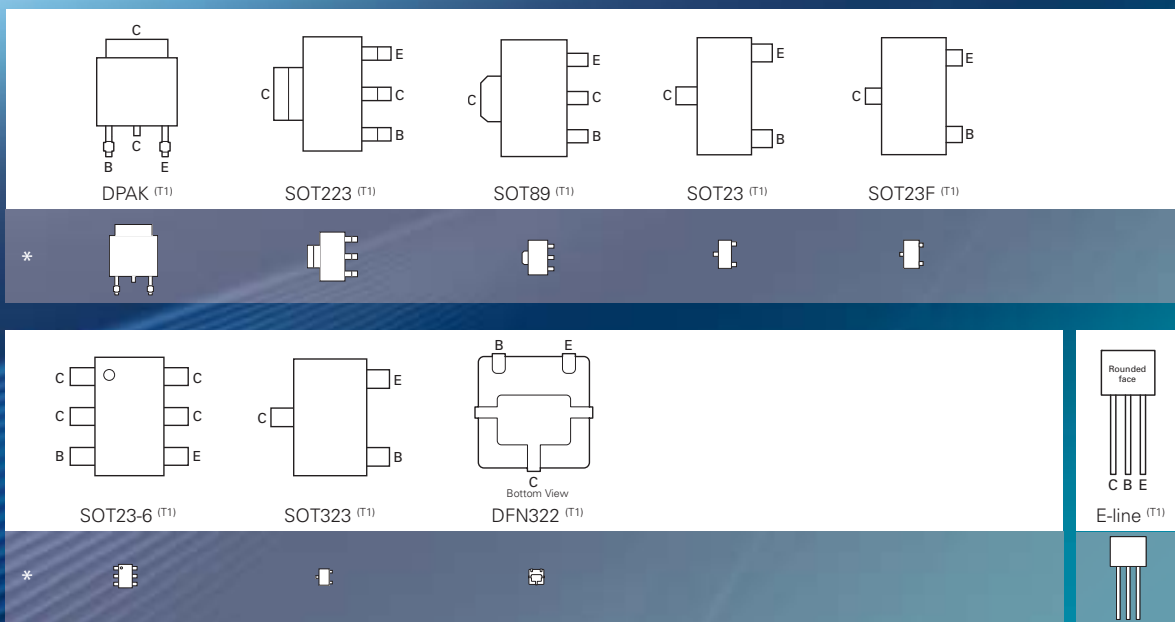 C
C
B E
DPAK (T1)
C
E
C
B
SOT223 (T1)
C
E
C
B
SOT89 (T1)
C
E
B
SOT23 (T1)
C
E
B
SOT23F (T1)
*
C C
C C
B E
SOT23-6 (T1)
C
E
B
SOT323 (T1)
B E
C
Bottom View
DFN322 (T1)
Rounded
face
C B E
E-line (T1)
*